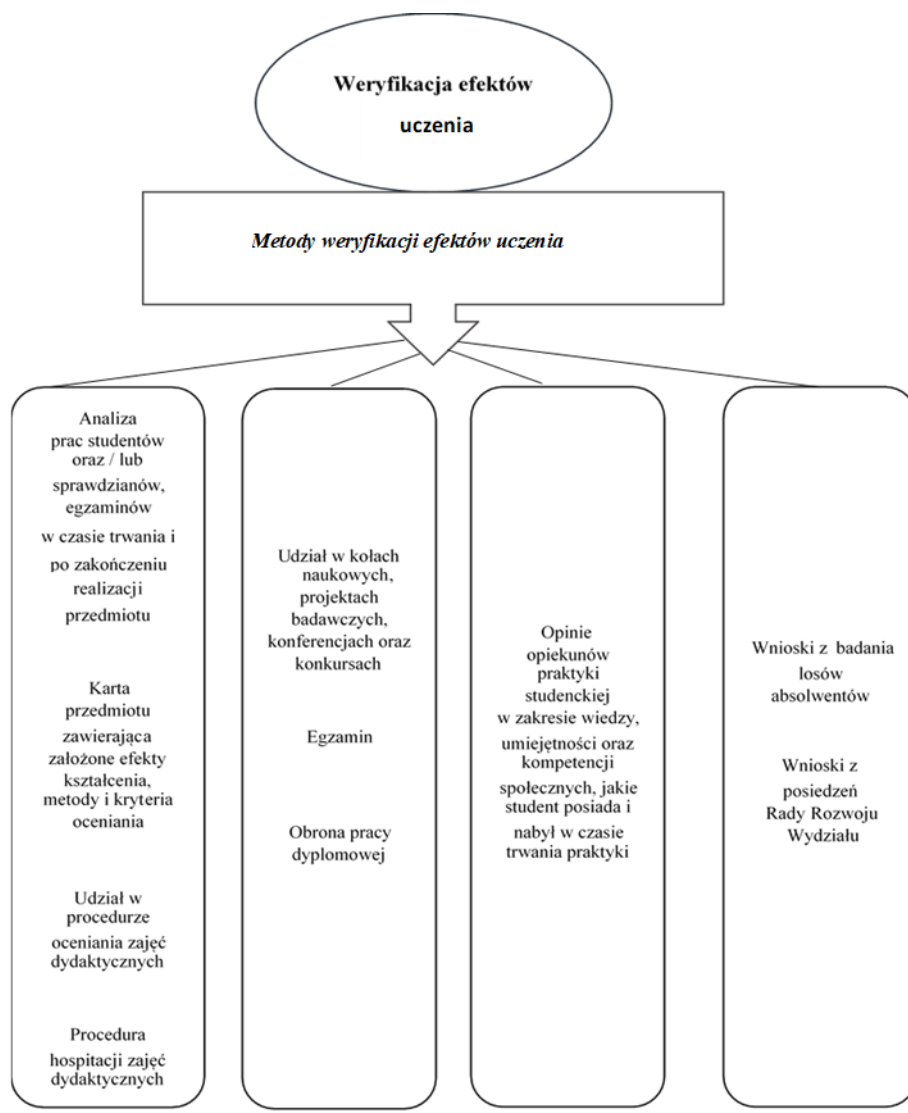 Weryfikacja efektów
uczenia
Metody weryfikacji efektów uczenia
Analiza
prac studentów
oraz / lub
sprawdzianów,
egzaminów
w czasie trwania i
po zakończeniu
realizacji
przedmiotu
Karta
przedmiotu
zawierająca
założone efekty
kształcenia,
metody i kryteria
oceniania
Udział w
procedurze
oceniania zajęć
dydaktycznych
Procedura
hospitacji zajęć
dydaktycznych
Udział w kołach
naukowych,
projektach
badawczych,
konferencjach oraz
konkursach
Egzamin
Obrona pracy
dyplomowej
Opinie
opiekunów
praktyki
studenckiej
w zakresie wiedzy,
umiejętności oraz
kompetencji
społecznych, jakie
student posiada i
nabył w czasie
trwania praktyki
Wnioski z badania
losów
absolwentów
Wnioski z
posiedzeń
Rady Rozwoju
Wydziału